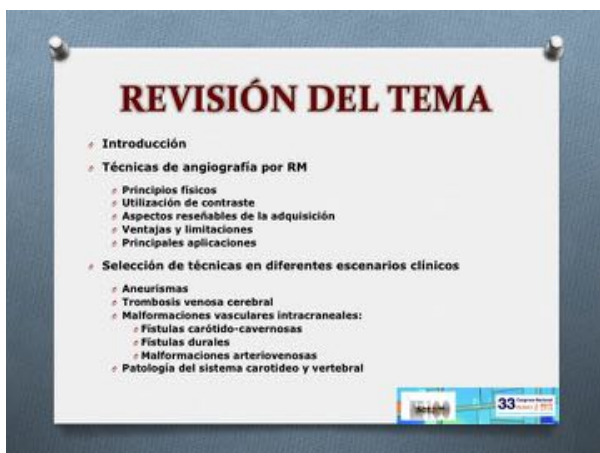 REVISIÓN DEL TEMA
Introducción
Técnicas de angiografía por RM
Principios físicos
Utilización de contraste
Aspectos reseñables de la adquisición
Ventajas y limitaciones
Principales aplicaciones
Selección de técnicas en diferentes escenarios clínicos
Aneurismas
Trombosis venosa cerebral
Malformaciones vasculares intracraneales:
Fístulas carótido-cavernosas
Fístulas durales
Malformaciones arteriovenosas
Patología del sistema carotideo y vertebral
33 Congreso Nacional